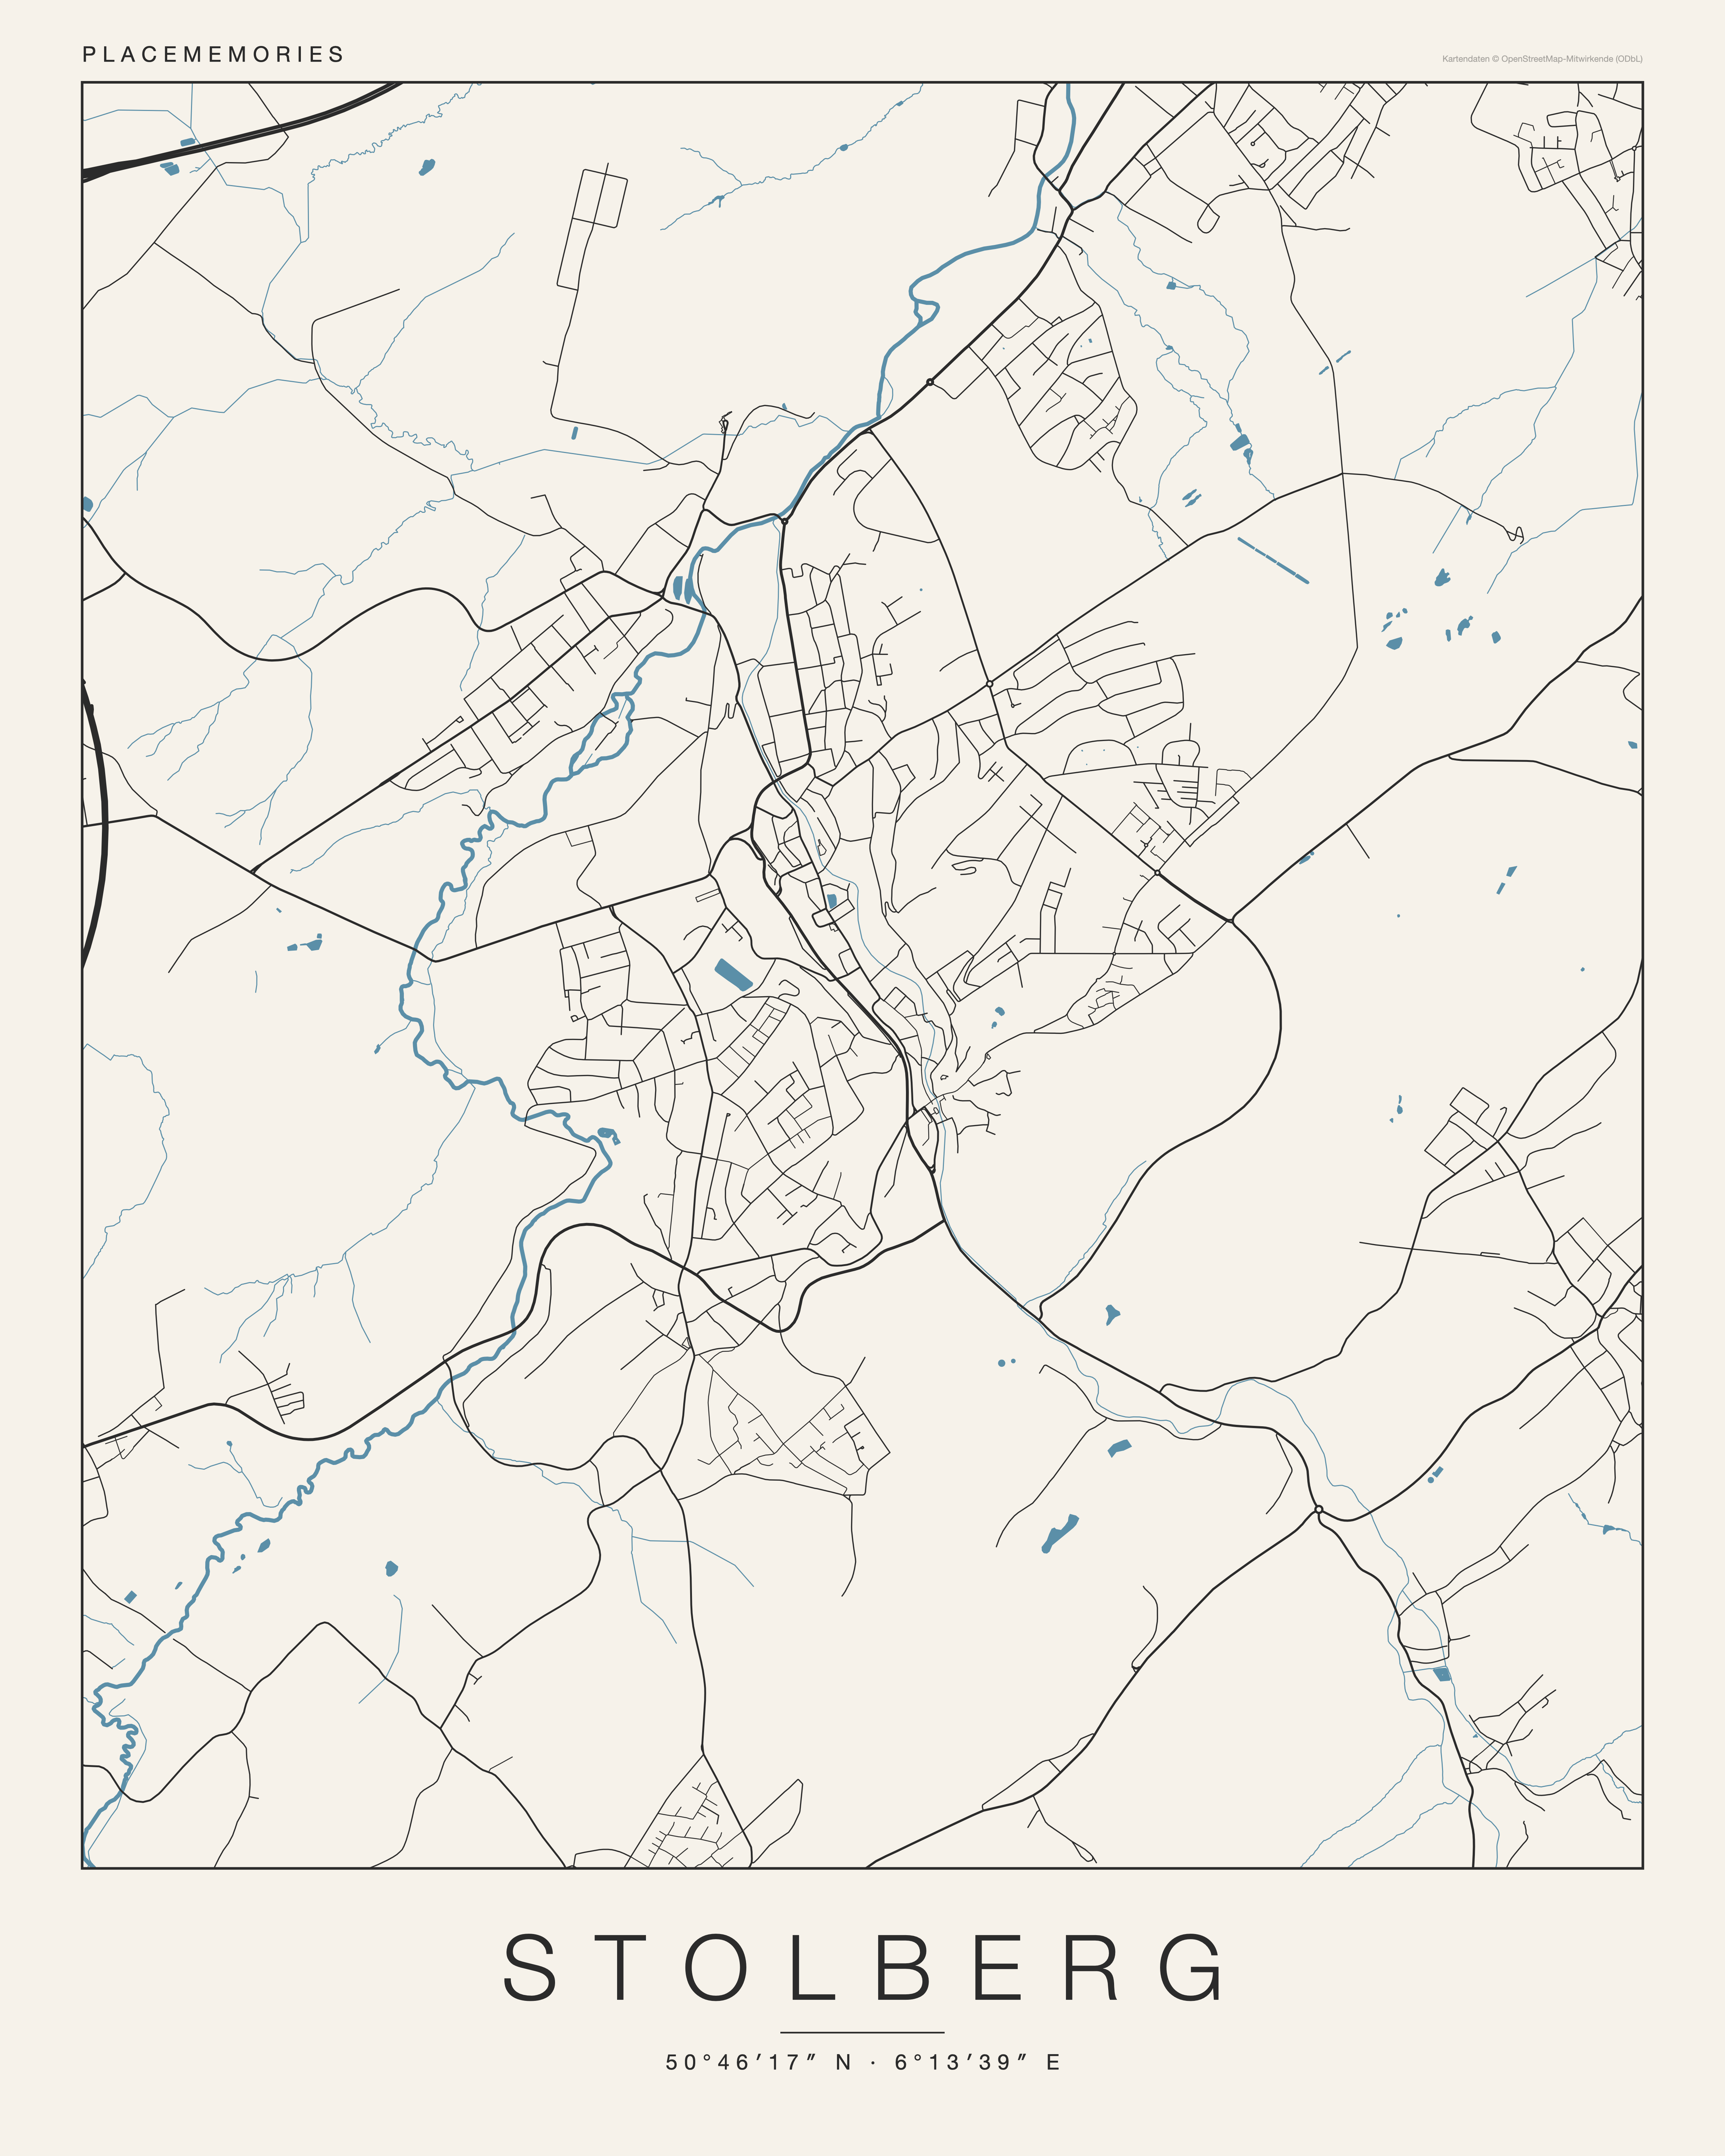 PLACEMEMORIES
Kartendaten © OpenStreetMap-Mitwirkende (ODbL)
STOLBERG
50°46′17″ N · 6°13′39″ E